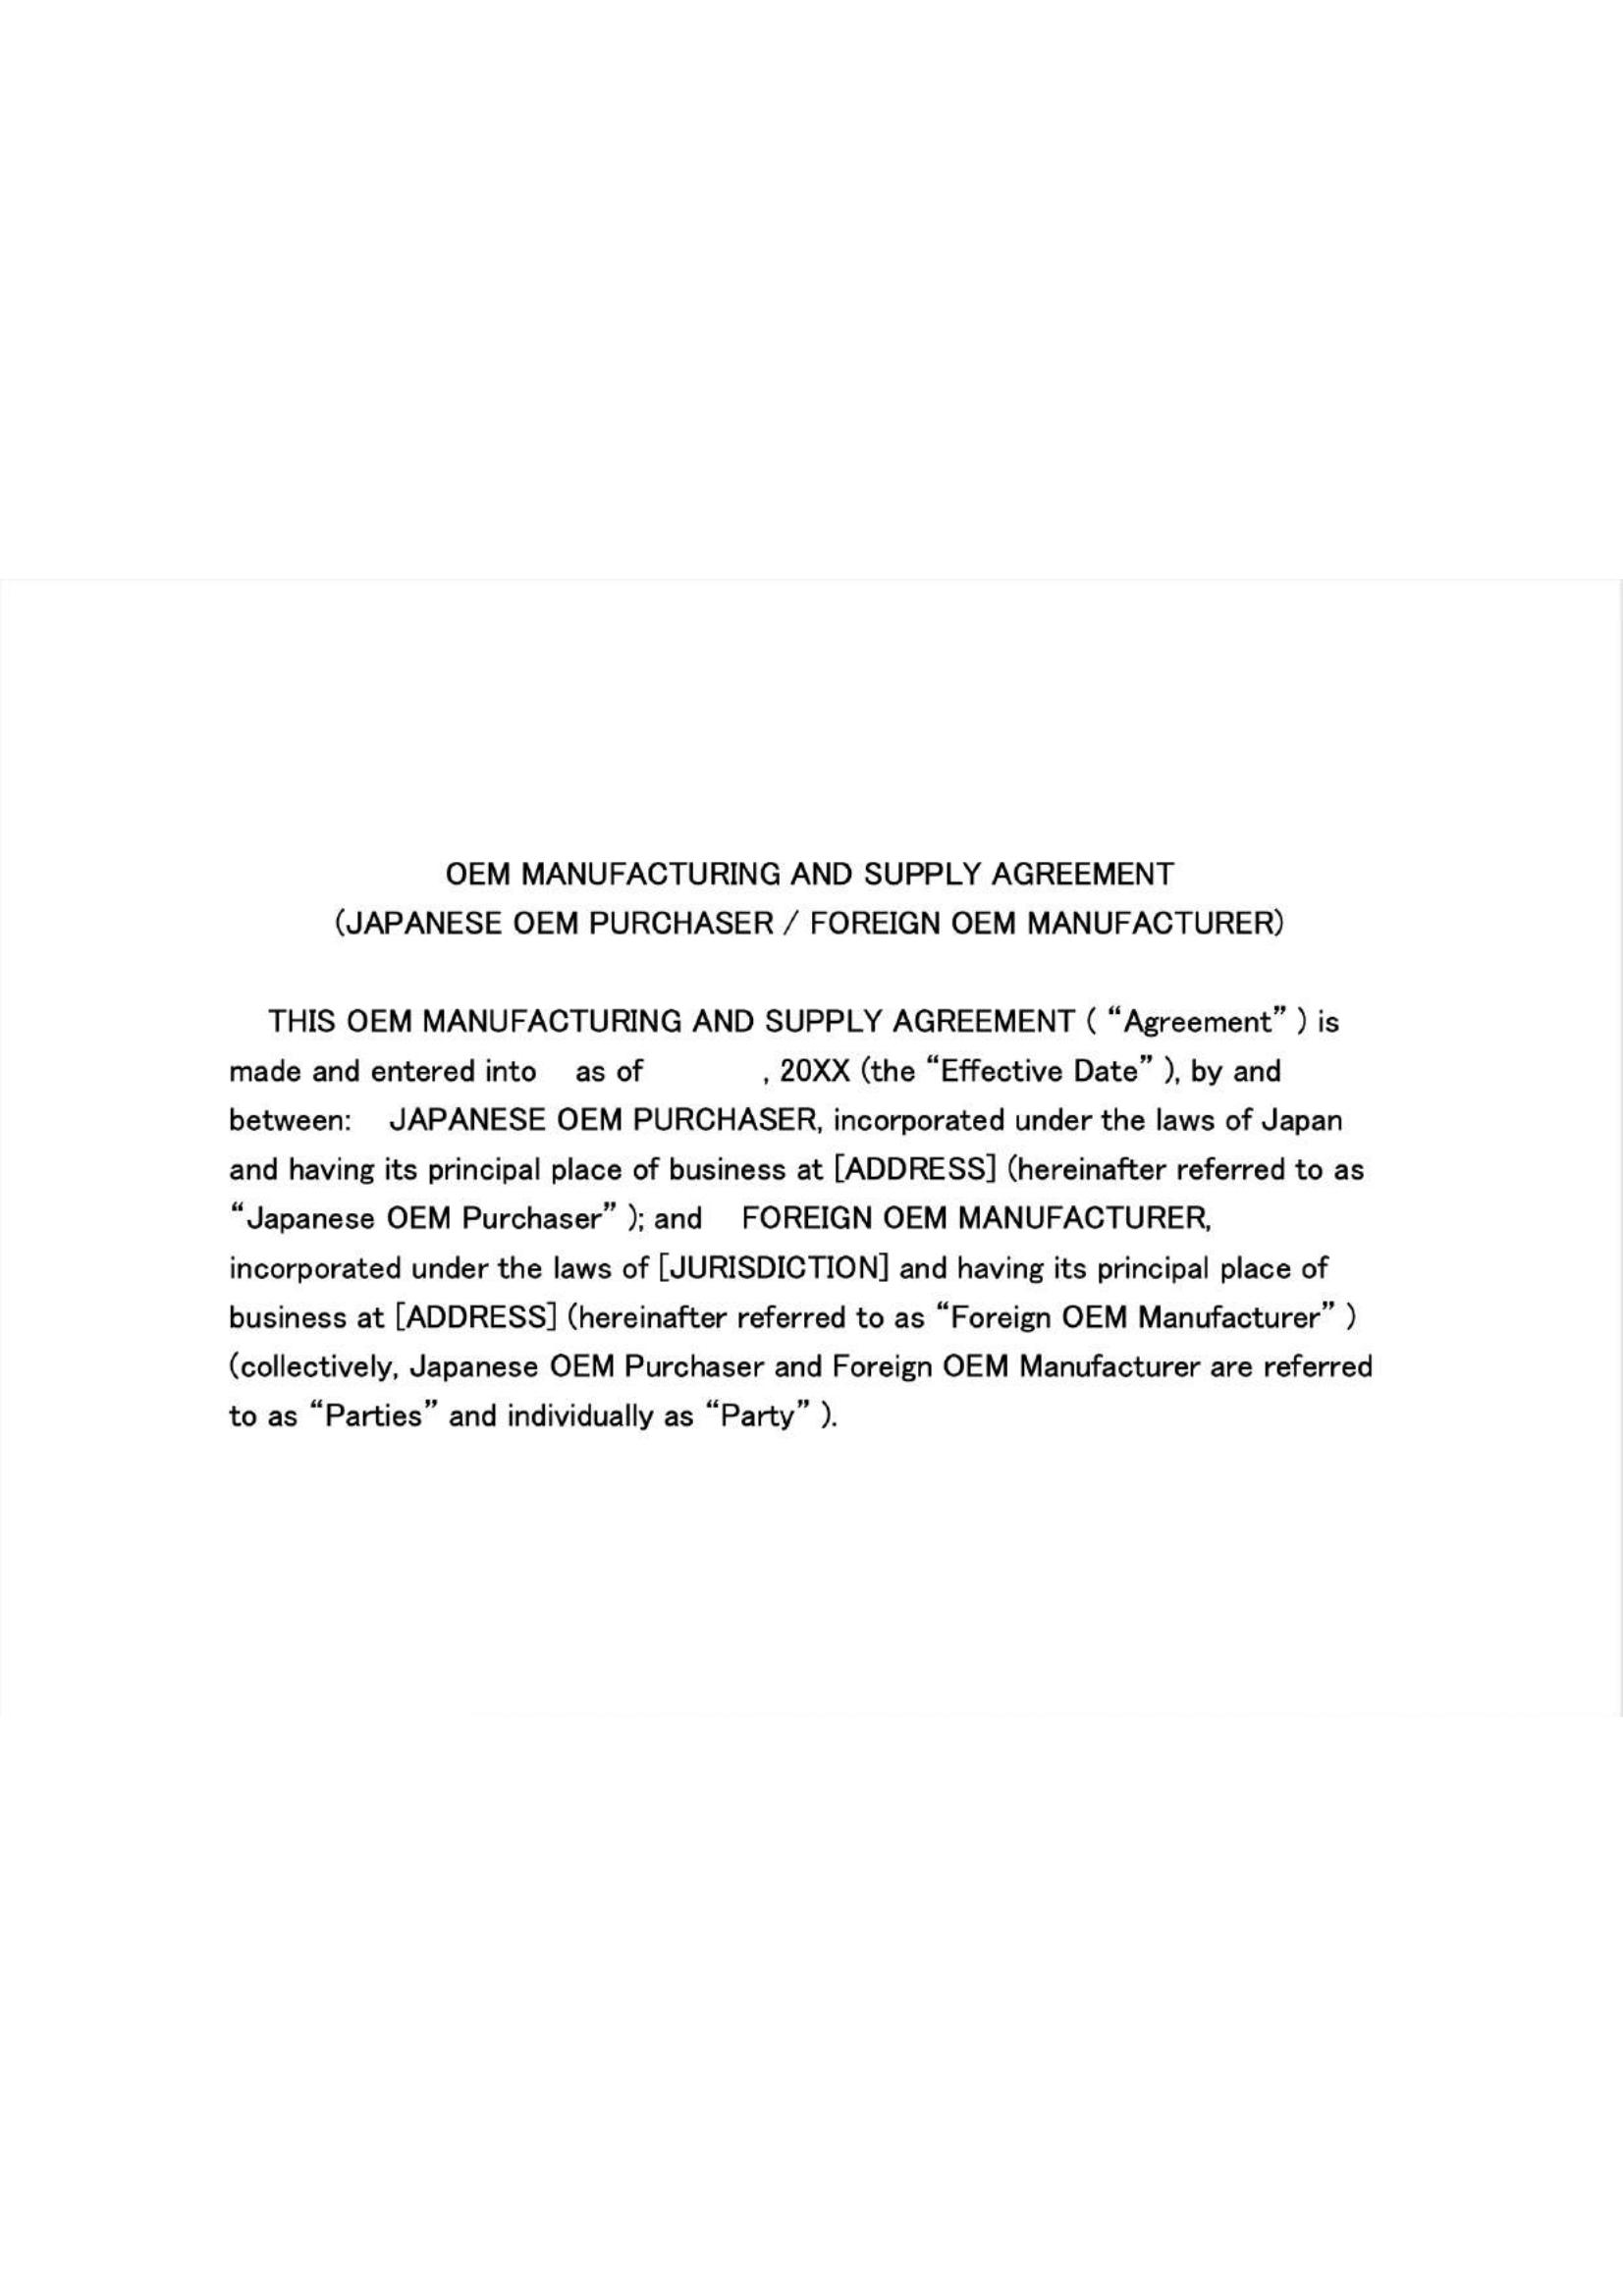 OEM MANUFACTURING AND SUPPLY AGREEMENT
(JAPANESE OEM PURCHASER / FOREIGN OEM MANUFACTURER)
THIS OEM MANUFACTURING AND SUPPLY AGREEMENT ( “Agreement” ) is
made and entered into as of , 20XX (the “Effective Date” ), by and
between: JAPANESE OEM PURCHASER, incorporated under the laws of Japan
and having its principal place of business at [ADDRESS] (hereinafter referred to as
“Japanese OEM Purchaser” ); and FOREIGN OEM MANUFACTURER,
incorporated under the laws of [JURISDICTION] and having its principal place of
business at [ADDRESS] (hereinafter referred to as “Foreign OEM Manufacturer” )
(collectively, Japanese OEM Purchaser and Foreign OEM Manufacturer are referred
to as “Parties” and individually as “Party” ).